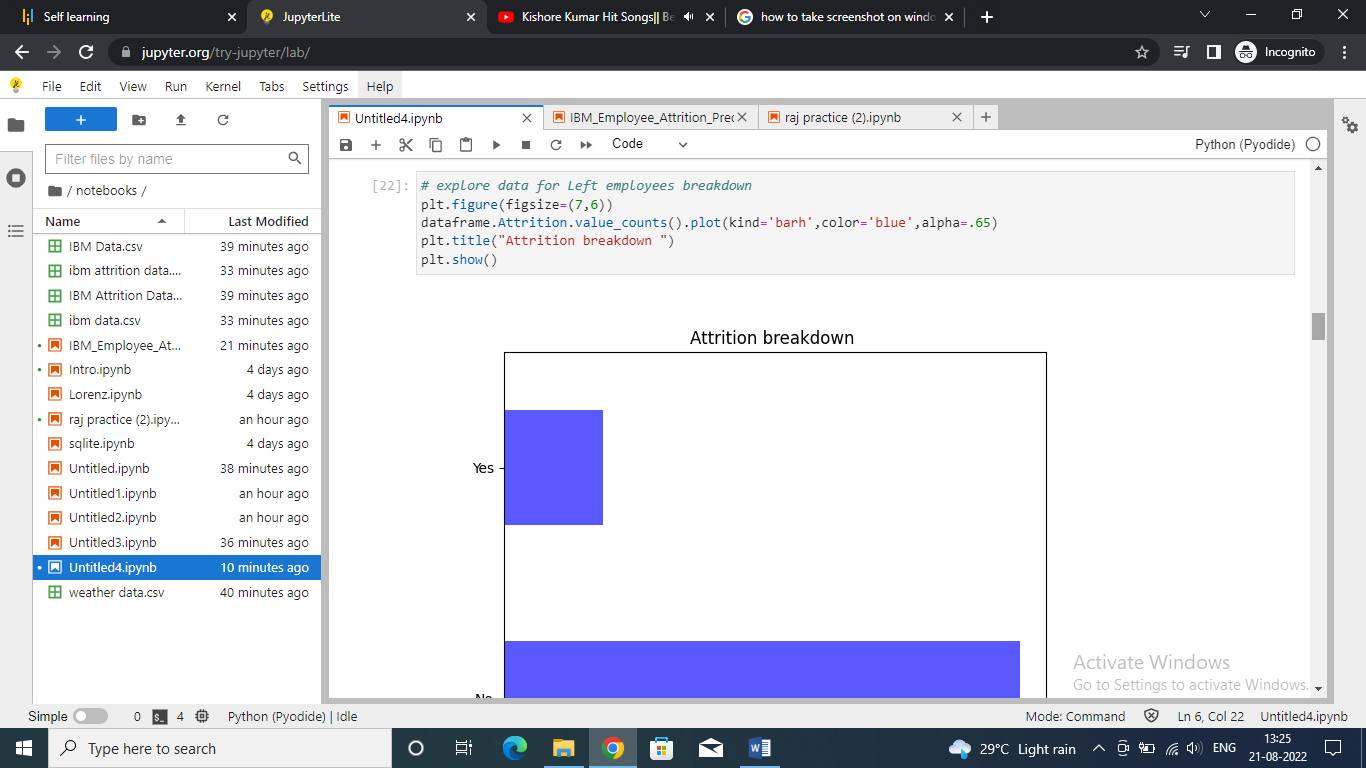 Self learning
JupyterLite
Kishore Kumar Hit Songs|| Be
how to take screenshot on windo
jupyter.org/try-jupyter/lab/
Incognito
File Edit View Run Kernel Tabs Settings Help
Untitled4.ipynb
IBM_Employee_Attrition_Prec
raj practice (2).ipynb
Code
Python (Pyodide)
Filter files by name
/ notebooks /
Name Last Modified
IBM Data.csv 39 minutes ago
ibm attrition data.... 33 minutes ago
IBM Attrition Data... 39 minutes ago
ibm data.csv 33 minutes ago
IBM_Employee_At... 21 minutes ago
Intro.ipynb 4 days ago
Lorenz.ipynb 4 days ago
raj practice (2).ipy... an hour ago
sqlite.ipynb 4 days ago
Untitled.ipynb 38 minutes ago
Untitled1.ipynb an hour ago
Untitled2.ipynb an hour ago
Untitled3.ipynb 36 minutes ago
Untitled4.ipynb 10 minutes ago
weather data.csv 40 minutes ago
[22]: # explore data for Left employees breakdown
plt.figure(figsize=(7,6))
dataframe.Attrition.value_counts().plot(kind='barh',color='blue',alpha=.65)
plt.title("Attrition breakdown ")
plt.show()
Attrition breakdown
Yes
No
Activate Windows
Go to Settings to activate Windows.
Simple 0 $_ 4 Python (Pyodide) | Idle
Mode: Command Ln 6, Col 22 Untitled4.ipynb
Type here to search
29°C Light rain
ENG
13:25
21-08-2022